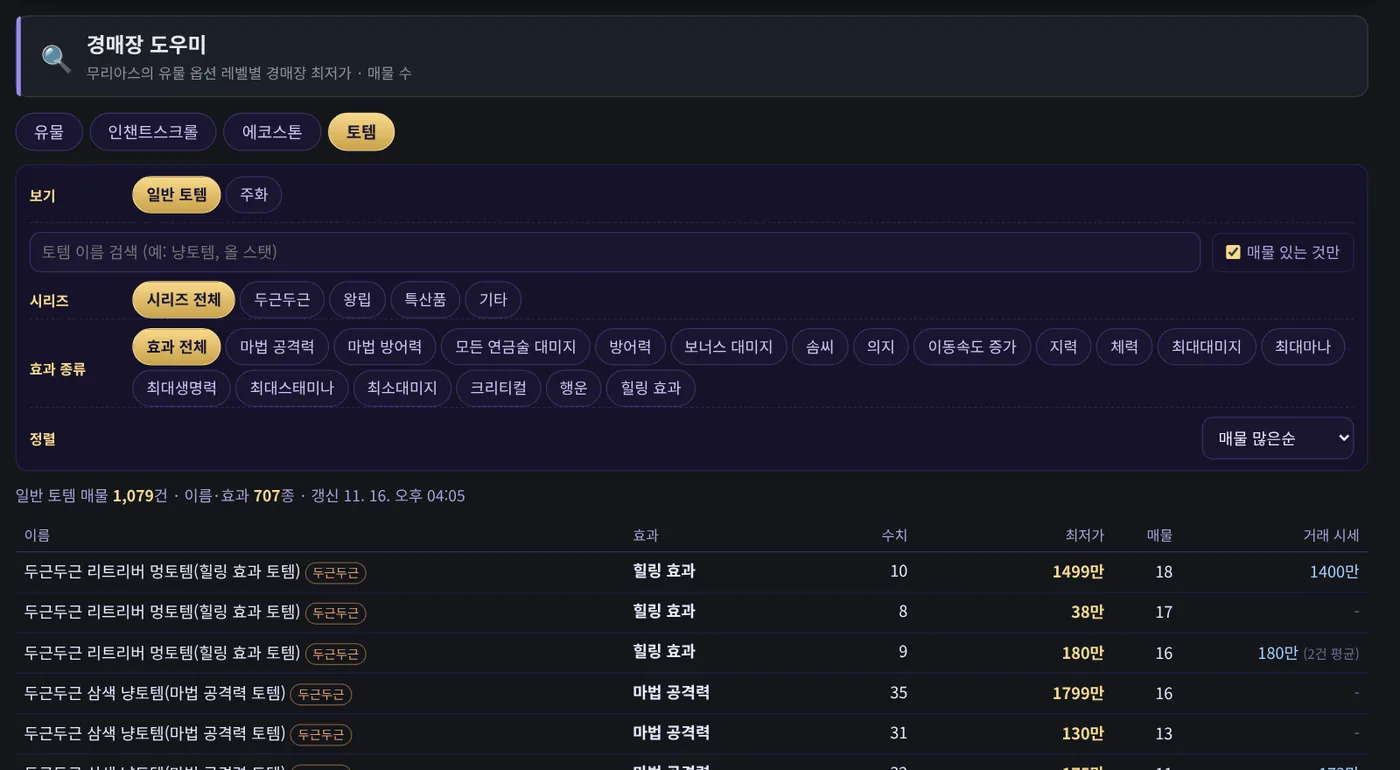 경매장 도우미
무리아스의 유물 옵션 레벨별 경매장 최저가 · 매물 수
유물 인챈트스크롤 에코스톤 토템
보기 일반 토템 주화
토템 이름 검색 (예: 냥토템, 올 스탯) 매물 있는 것만
시리즈 시리즈 전체 두근두근 왕립 특산품 기타
효과 종류 효과 전체 마법 공격력 마법 방어력 모든 연금술 대미지 방어력 보너스 대미지 솜씨 의지 이동속도 증가 지력 체력 최대대미지 최대마나
최대생명력 최대스태미나 최소대미지 크리티컬 행운 힐링 효과
정렬 매물 많은순
일반 토템 매물 1,079건 · 이름·효과 707종 · 갱신 11. 16. 오후 04:05
이름 효과 수치 최저가 매물 거래 시세
두근두근 리트리버 멍토템(힐링 효과 토템) 두근두근 힐링 효과 10 1499만 18 1400만
두근두근 리트리버 멍토템(힐링 효과 토템) 두근두근 힐링 효과 8 38만 17 -
두근두근 리트리버 멍토템(힐링 효과 토템) 두근두근 힐링 효과 9 180만 16 180만 (2건 평균)
두근두근 삼색 냥토템(마법 공격력 토템) 두근두근 마법 공격력 35 1799만 16 -
두근두근 삼색 냥토템(마법 공격력 토템) 두근두근 마법 공격력 31 130만 13 -